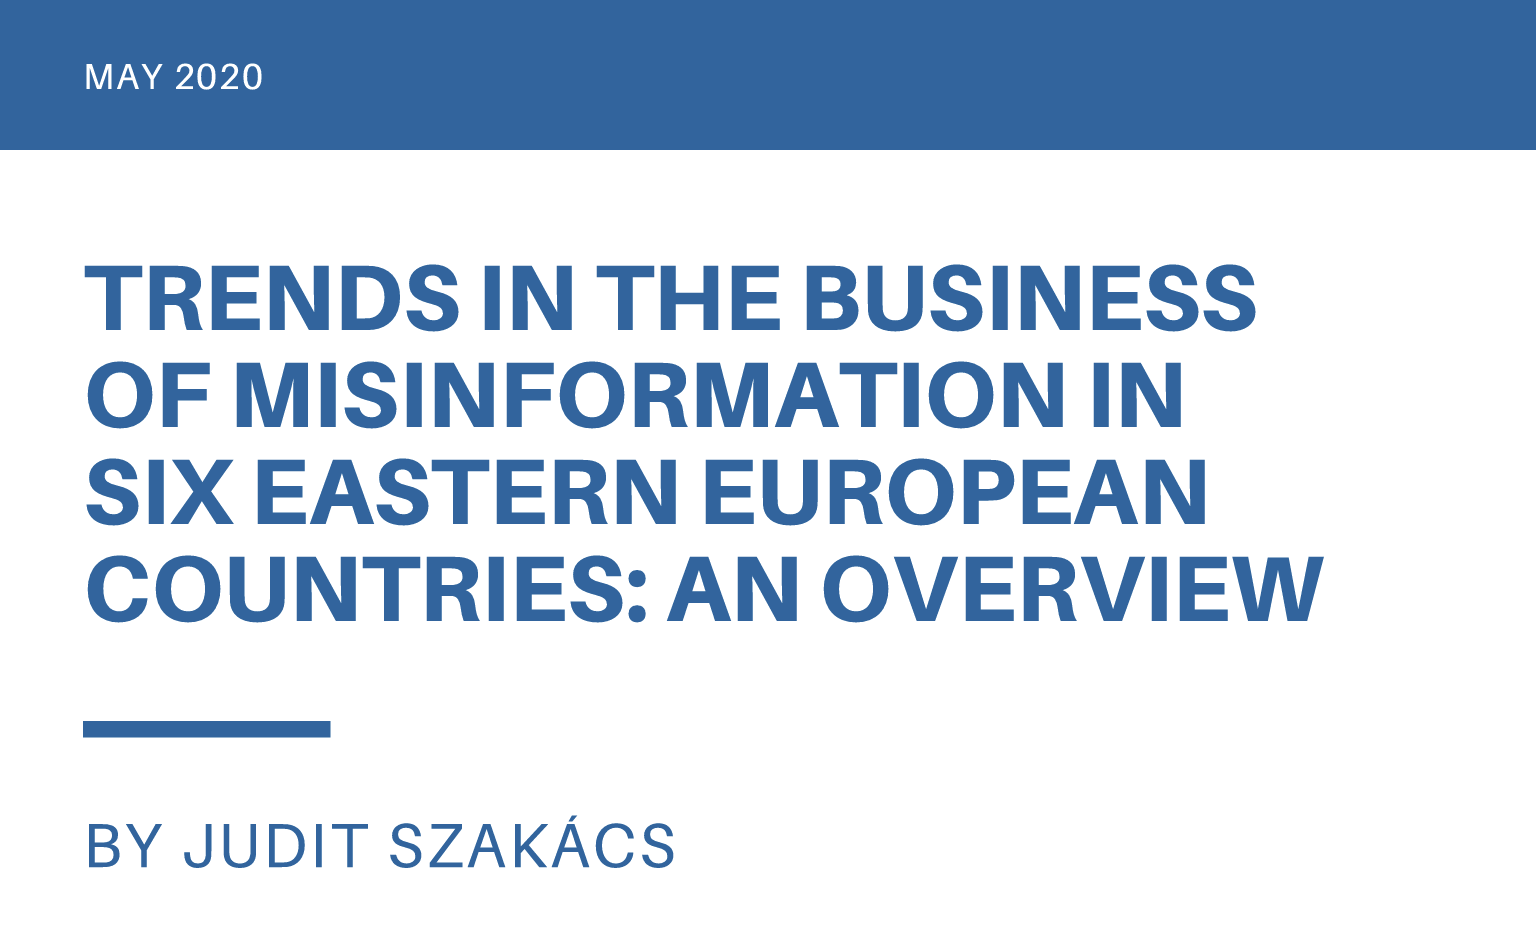 MAY 2020
TRENDS IN THE BUSINESS
OF MISINFORMATION IN
SIX EASTERN EUROPEAN
COUNTRIES: AN OVERVIEW
BY JUDIT SZAKÁCS